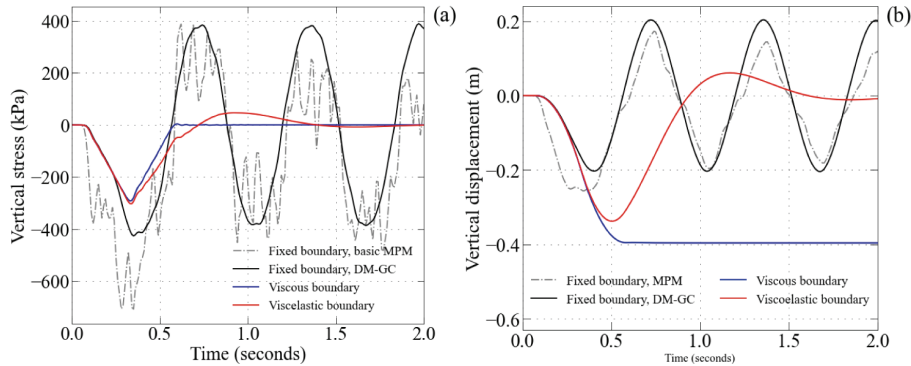 400
200
0
−200
−400
−600
Vertical stress (kPa)
0.0
0.5
1.0
1.5
2.0
Time (seconds)
(a)
Fixed boundary, basic MPM
Fixed boundary, DM-GC
Viscous boundary
Viscelastic boundary
0.2
0.0
−0.2
−0.4
−0.6
Vertical displacement (m)
0.0
0.5
1.0
1.5
2.0
Time (seconds)
(b)
Fixed boundary, MPM
Fixed boundary, DM-GC
Viscous boundary
Viscoelastic boundary